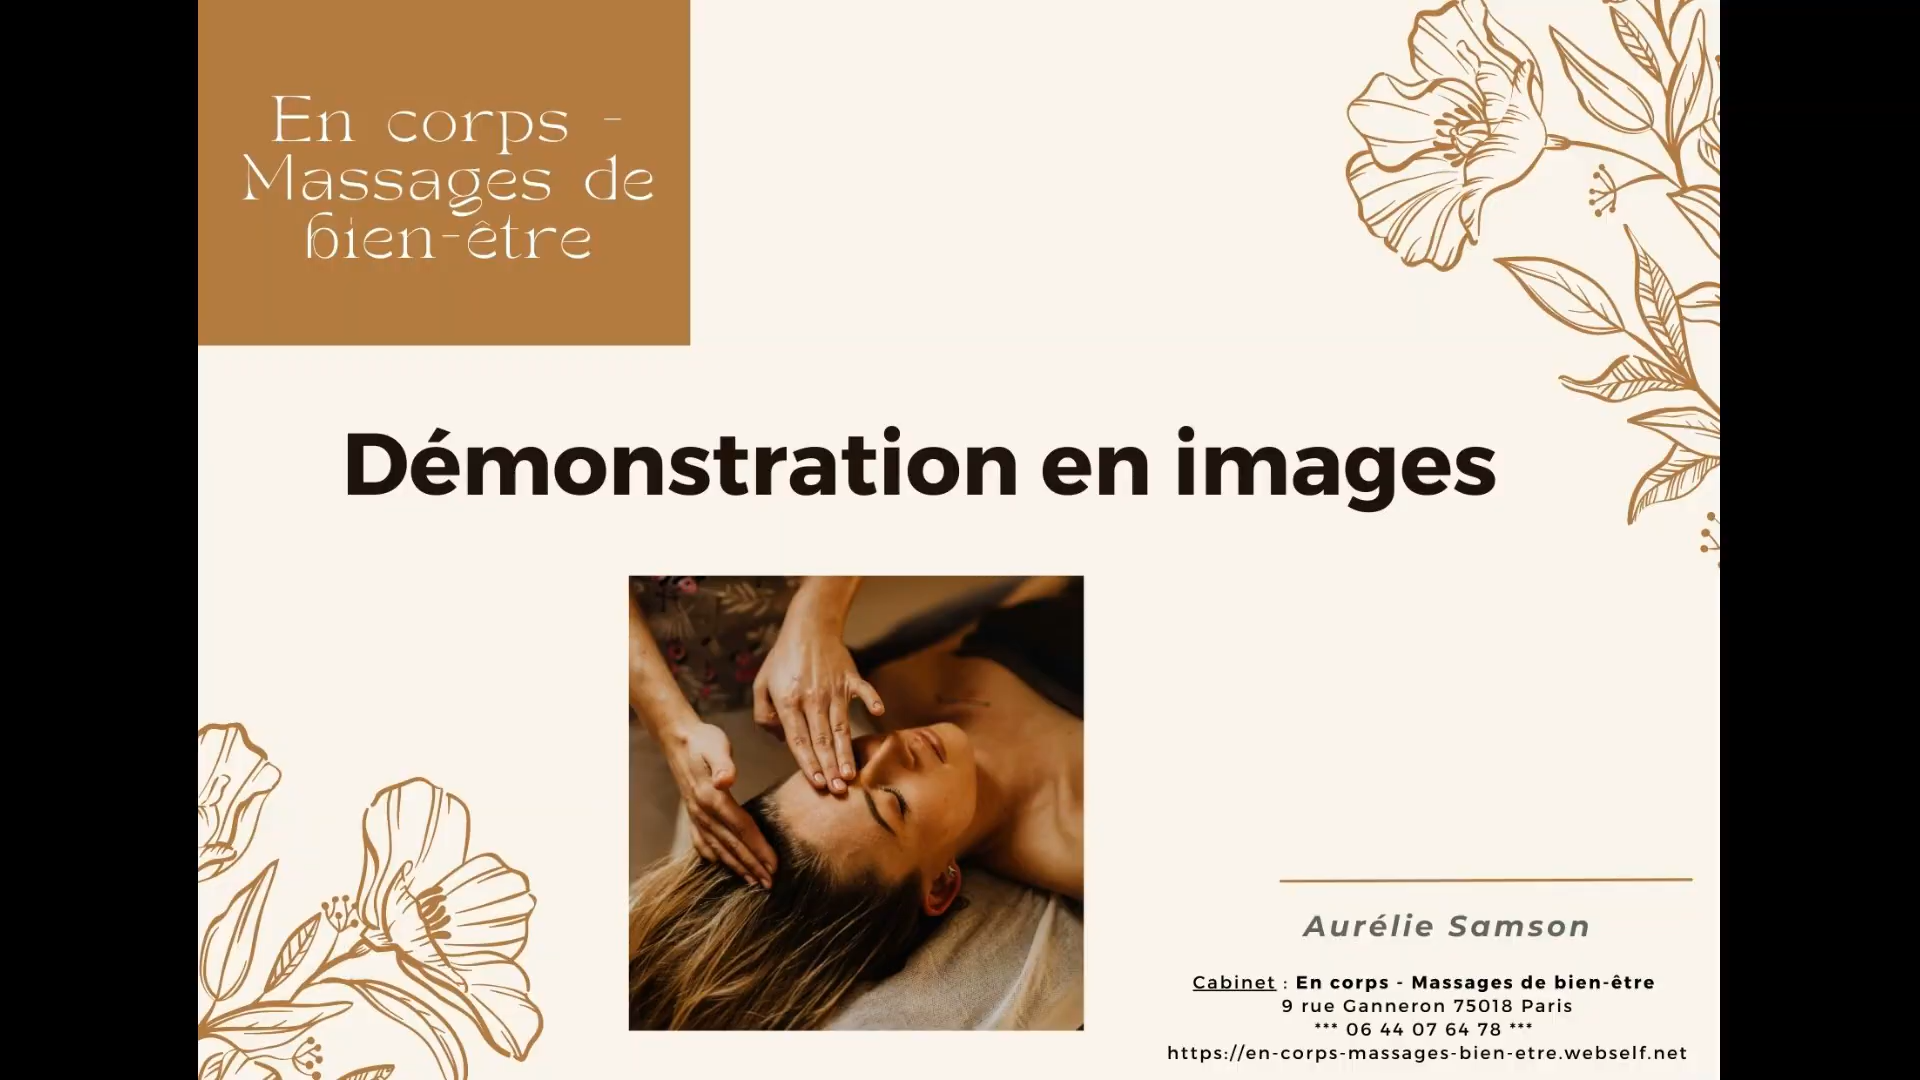 En corps -
Massages de
bien-être
Démonstration en images
Aurélie Samson
Cabinet : En corps - Massages de bien-être
9 rue Ganneron 75018 Paris
*** 06 44 07 64 78 ***
https://en-corps-massages-bien-etre.webself.net